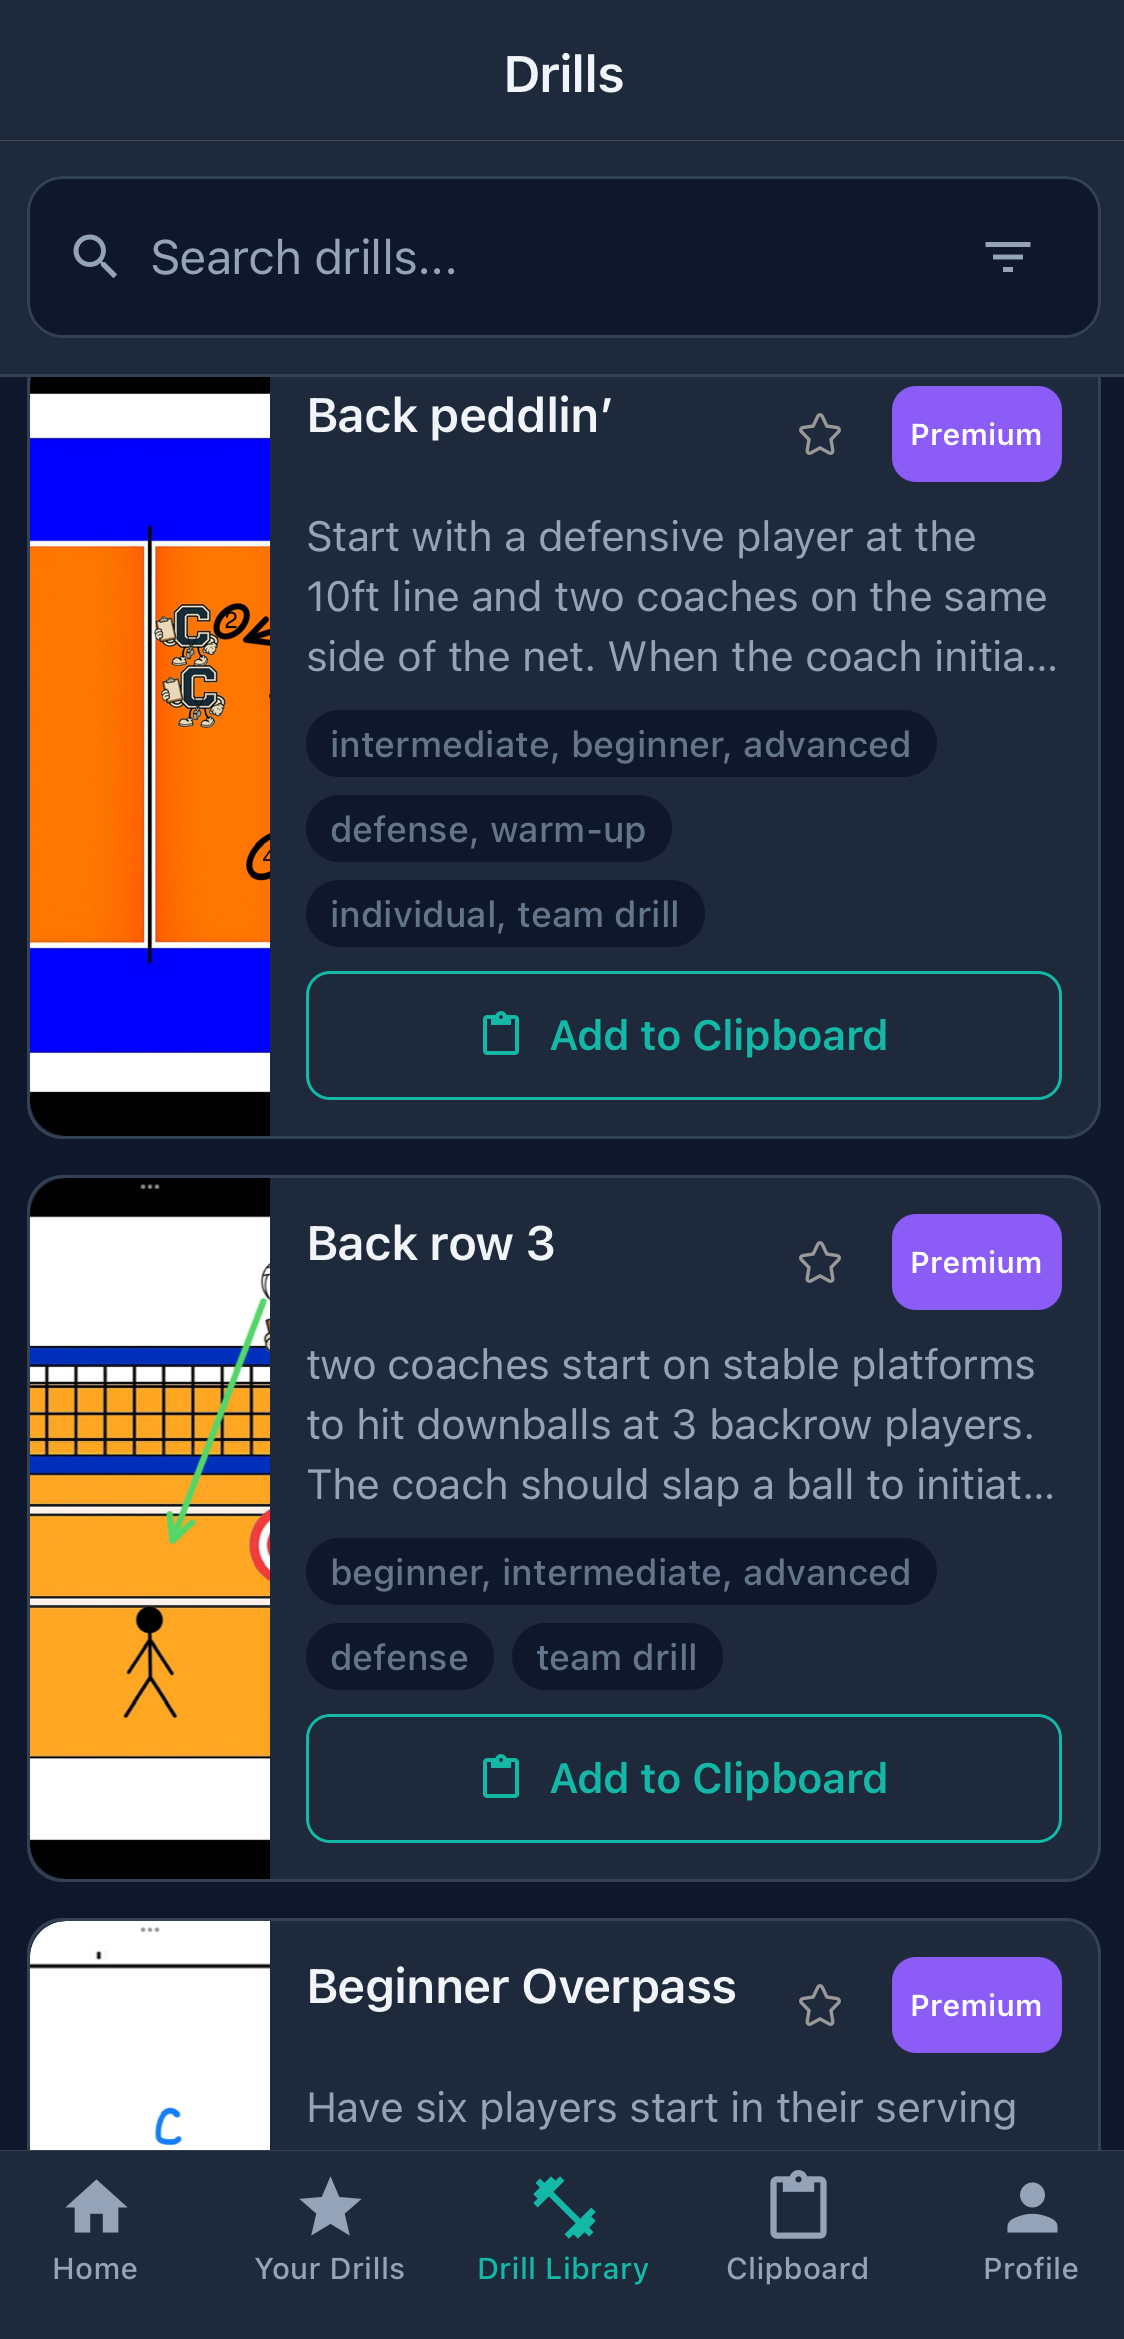 Drills
Search drills...
Back peddlin’
Premium
Start with a defensive player at the
10ft line and two coaches on the same
side of the net. When the coach initia...
intermediate, beginner, advanced
defense, warm-up
individual, team drill
Add to Clipboard
C
2
C
Back row 3
Premium
two coaches start on stable platforms
to hit downballs at 3 backrow players.
The coach should slap a ball to initiat...
beginner, intermediate, advanced
defense
team drill
Add to Clipboard
Beginner Overpass
Premium
Have six players start in their serving
C
Home
Your Drills
Drill Library
Clipboard
Profile